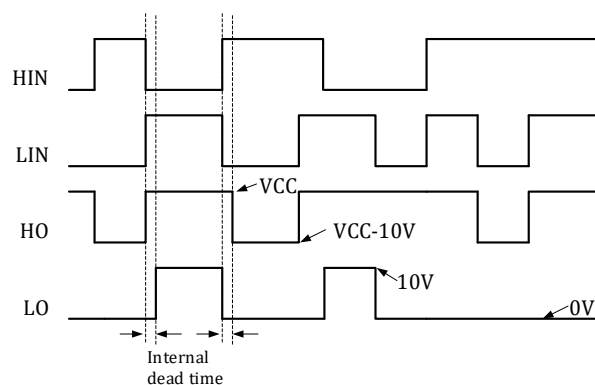 HIN
LIN
VCC
HO
VCC-10V
10V
LO
0V
Internal
dead time